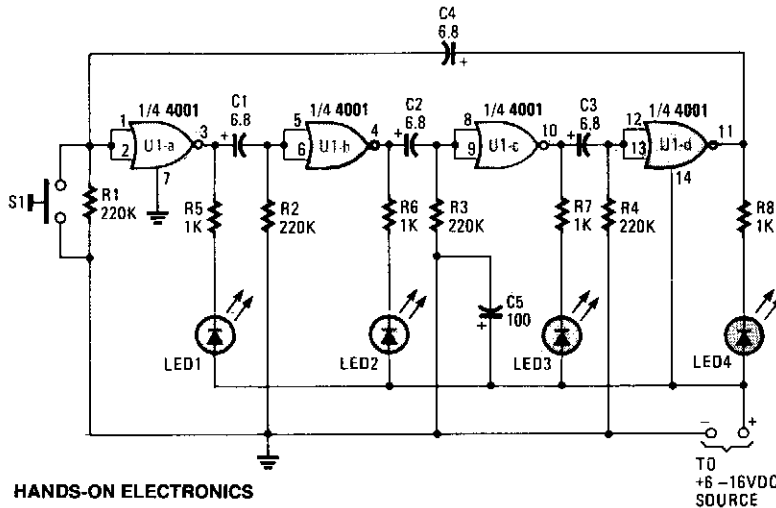 C4
6.8
+
1/4 4001
C1
6.8
1/4 4001
C2
6.8
1/4 4001
C3
6.8
1/4 4001
1
2
U1-a
3
+
5
6
U1-b
4
+
8
9
U1-c
10
+
12
13
U1-d
11
7
14
S1
R1
220K
R5
1K
R2
220K
R6
1K
R3
220K
R7
1K
R4
220K
R8
1K
C5
100
+
LED1
LED2
LED3
LED4
-
+
TO
+6 -16VDC
SOURCE
HANDS-ON ELECTRONICS